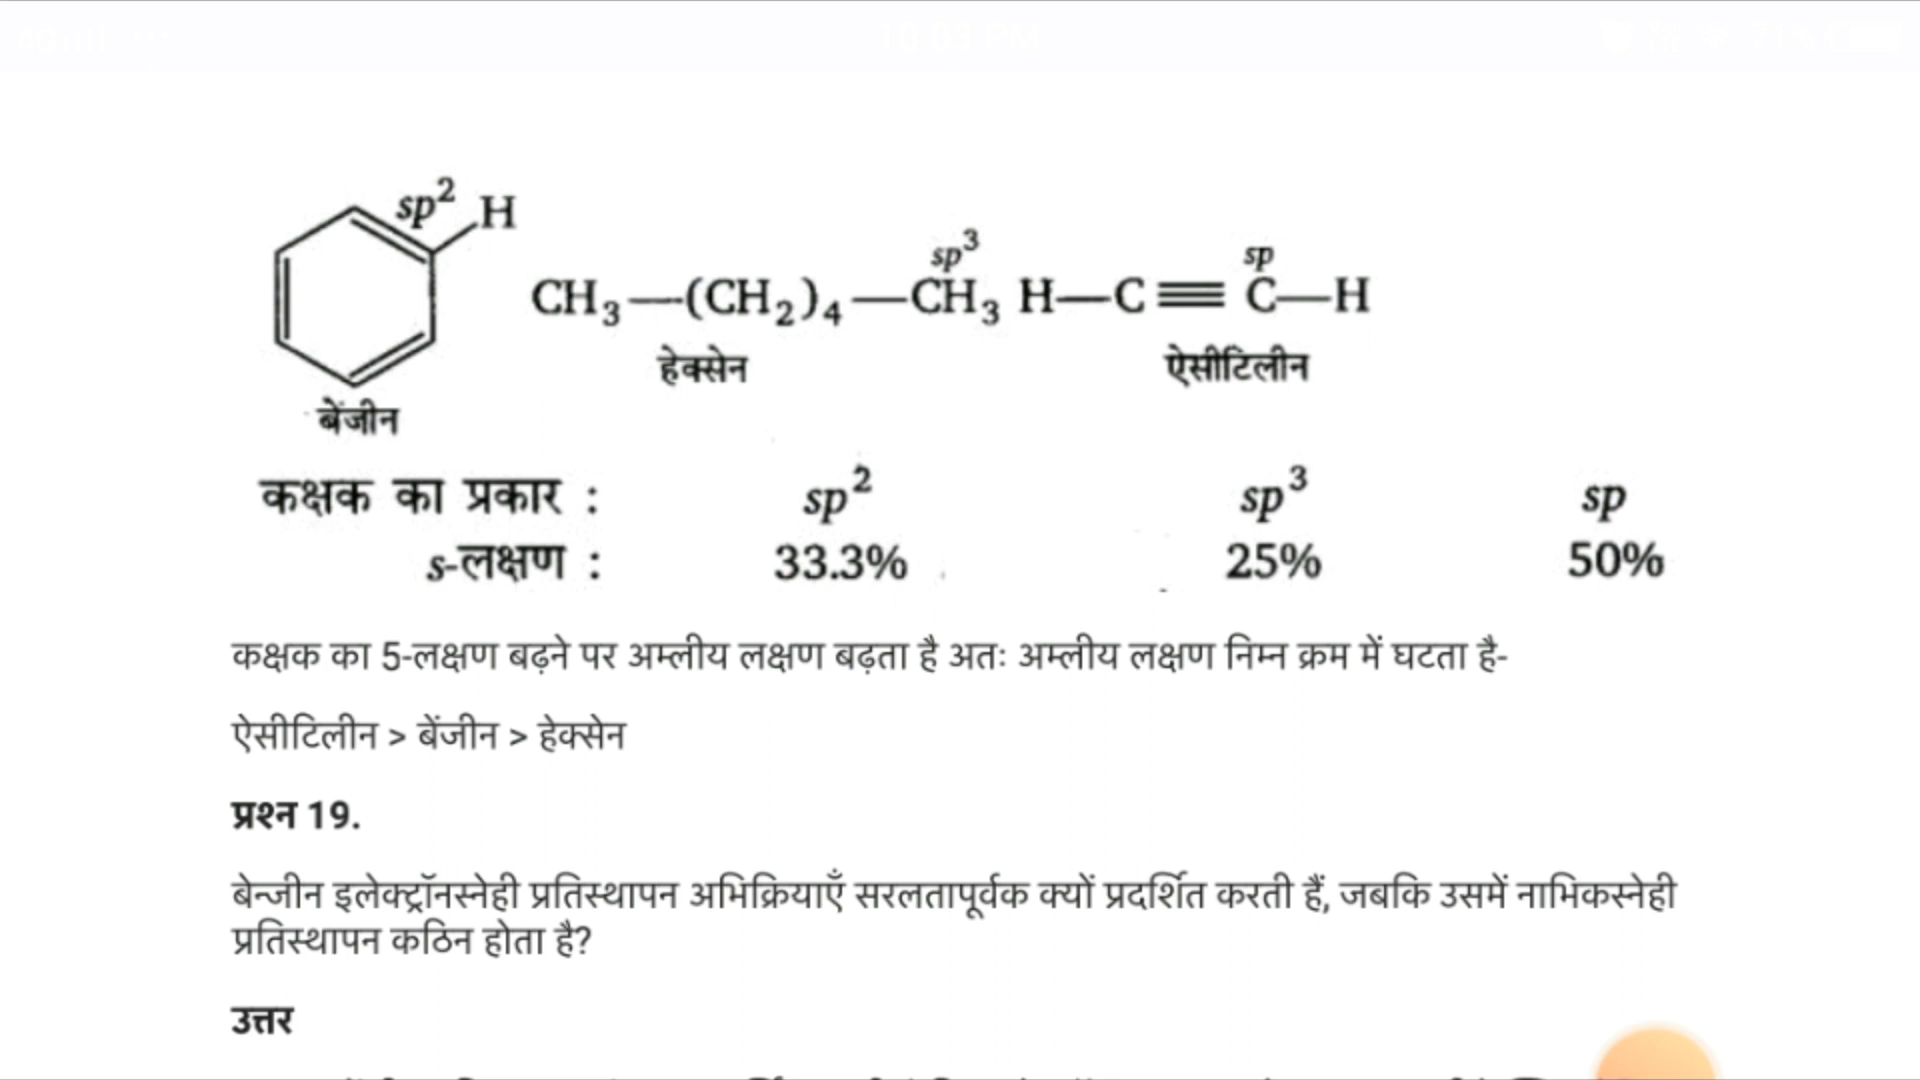 sp² H
sp³ sp
CH₃—(CH₂)₄—CH₃ H—C≡C—H
हेक्सेन ऐसीटिलीन
बेंजीन
कक्षक का प्रकार : sp² sp³ sp
s-लक्षण : 33.3% 25% 50%
कक्षक का 5-लक्षण बढ़ने पर अम्लीय लक्षण बढ़ता है अतः अम्लीय लक्षण निम्न क्रम में घटता है-
ऐसीटिलीन > बेंजीन > हेक्सेन
प्रश्न 19.
बेन्जीन इलेक्ट्रॉनस्नेही प्रतिस्थापन अभिक्रियाएँ सरलतापूर्वक क्यों प्रदर्शित करती हैं, जबकि उसमें नाभिकस्नेही
प्रतिस्थापन कठिन होता है?
उत्तर